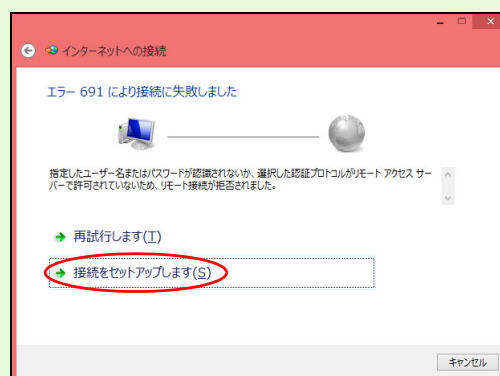 インターネットへの接続
エラー 691 により接続に失敗しました
指定したユーザー名またはパスワードが認識されないか、選択した認証プロトコルがリモート アクセス サー
バーで許可されていないため、リモート接続が拒否されました。
再試行します(T)
接続をセットアップします(S)
キャンセル